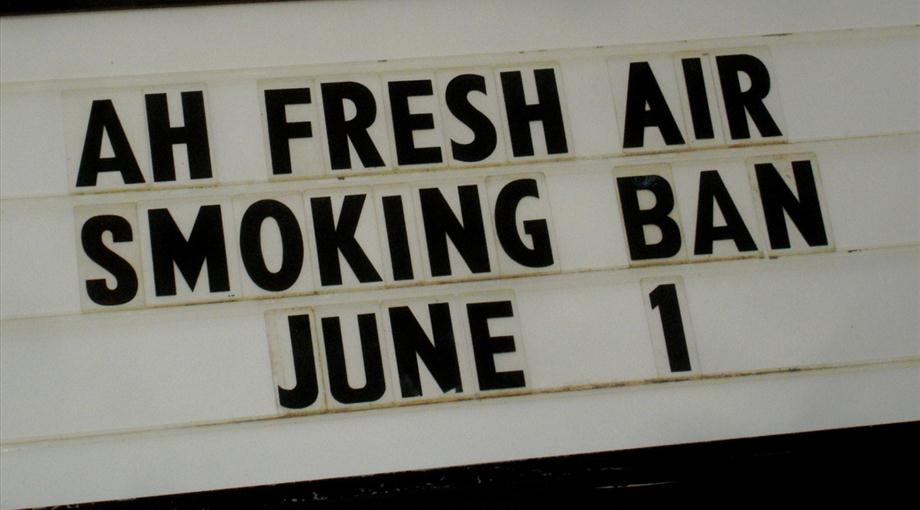 AH FRESH AIR
SMOKING BAN
JUNE 1